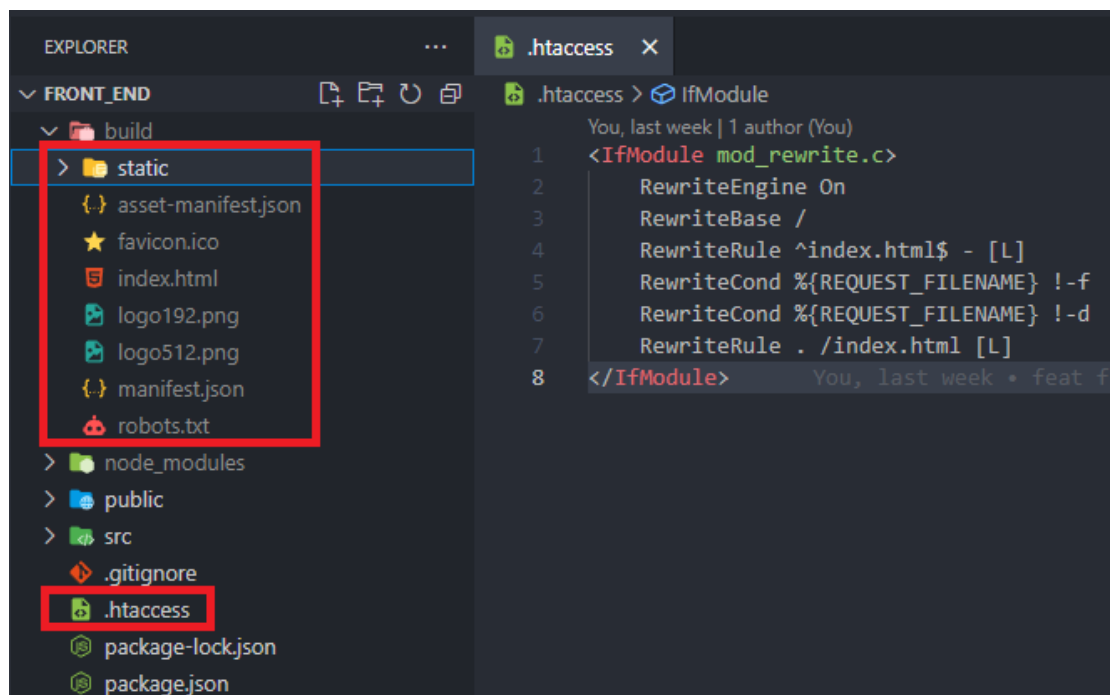 EXPLORER
...
.htaccess
FRONT_END
.htaccess > IfModule
build
You, last week | 1 author (You)
static
1 <IfModule mod_rewrite.c>
asset-manifest.json
2 RewriteEngine On
favicon.ico
3 RewriteBase /
index.html
4 RewriteRule ^index.html$ - [L]
logo192.png
5 RewriteCond %{REQUEST_FILENAME} !-f
logo512.png
6 RewriteCond %{REQUEST_FILENAME} !-d
manifest.json
7 RewriteRule . /index.html [L]
robots.txt
8 </IfModule> You, last week • feat f
node_modules
public
src
.gitignore
.htaccess
package-lock.json
package.json